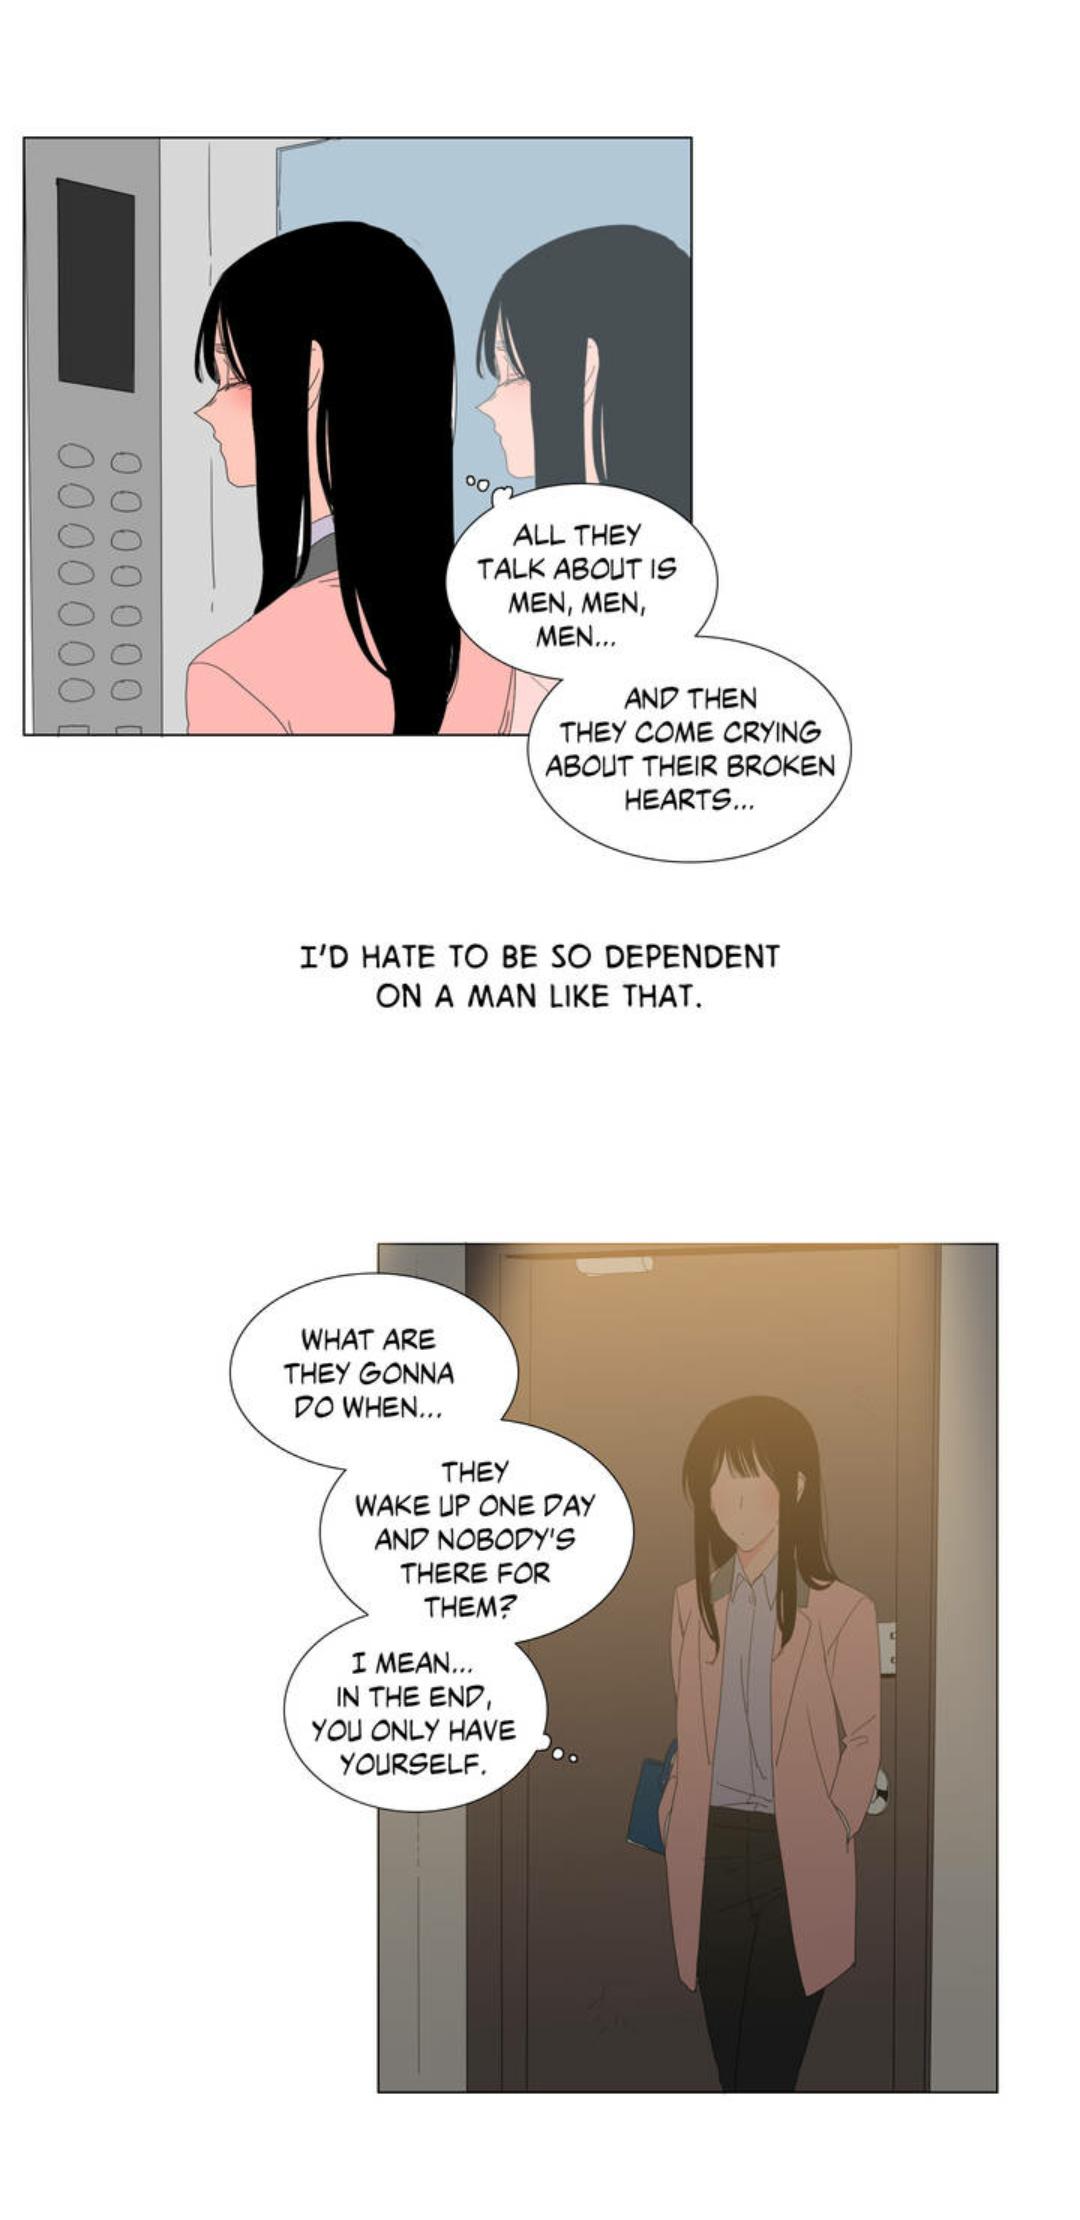 ALL THEY
TALK ABOUT IS
MEN, MEN,
MEN...
AND THEN
THEY COME CRYING
ABOUT THEIR BROKEN
HEARTS...
I'D HATE TO BE SO DEPENDENT
ON A MAN LIKE THAT.
WHAT ARE
THEY GONNA
DO WHEN...
THEY
WAKE UP ONE DAY
AND NOBODY'S
THERE FOR
THEM?
I MEAN...
IN THE END,
YOU ONLY HAVE
YOURSELF.